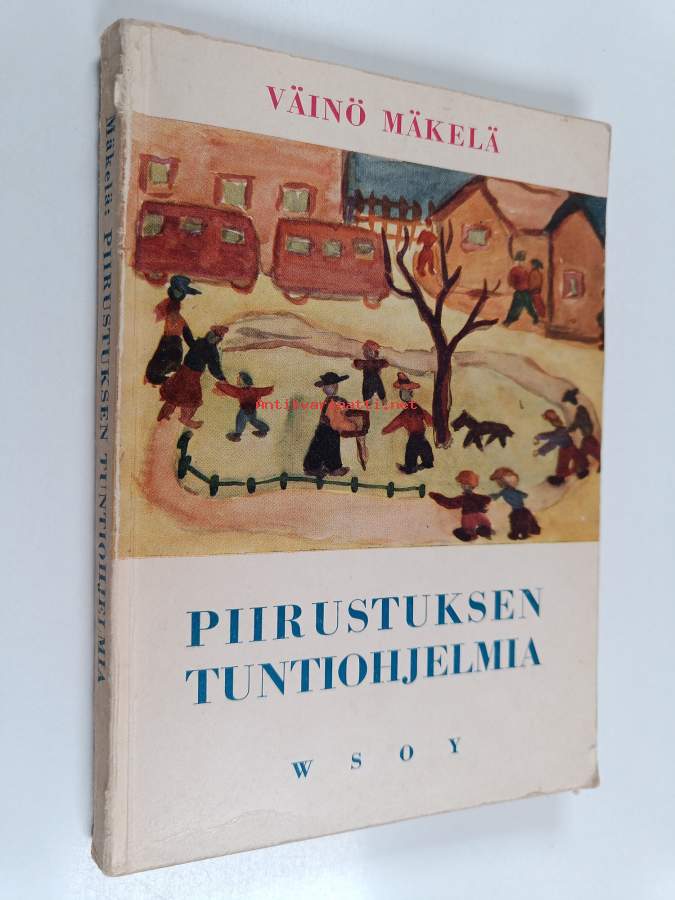 VÄINÖ MÄKELÄ
Antikvariaatti.net
PIIRUSTUKSEN
TUNTIOHJELMIA
WSOY
Mäkelä: PIIRUSTUKSEN TUNTIOHJELMIA